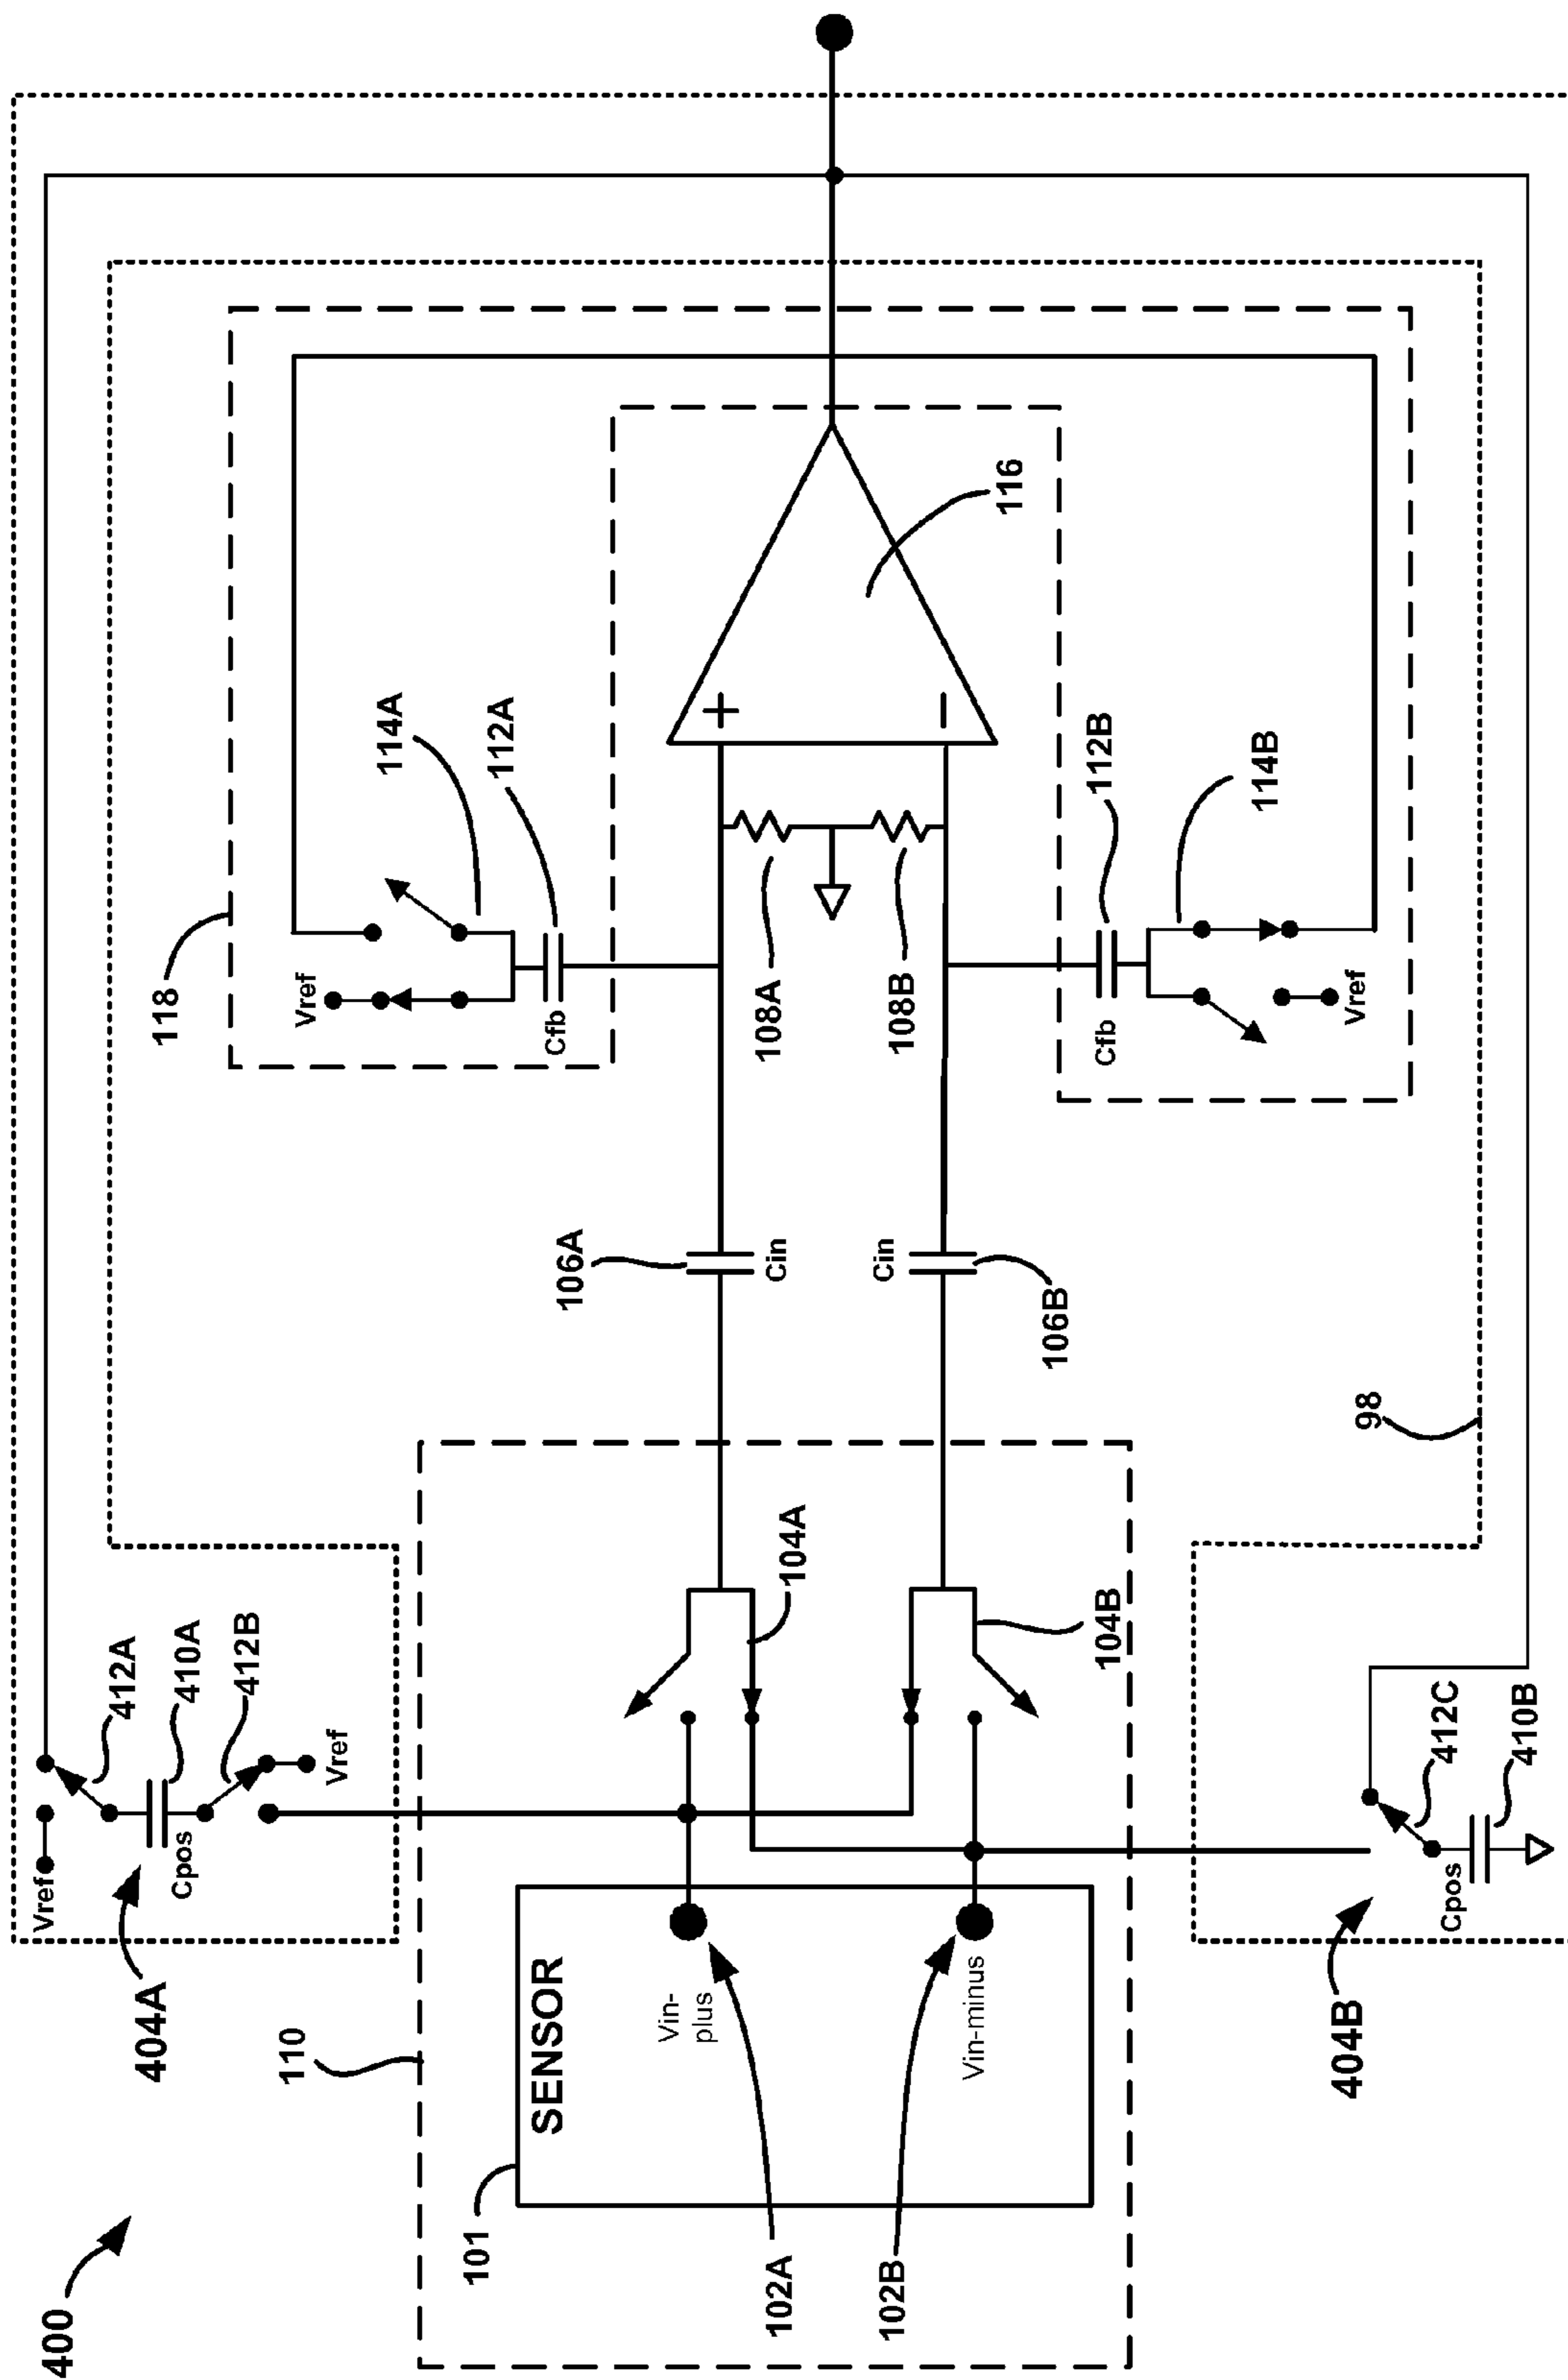 400
404A
Vref
412A
410A
Cpos
412B
Vref
110
101
SENSOR
Vin-
plus
Vin-minus
102A
102B
104A
104B
106A
Cin
Cin
106B
118
Vref
114A
112A
Cfb
108A
108B
+
−
116
112B
Cfb
114B
Vref
98
404B
412C
Cpos
410B